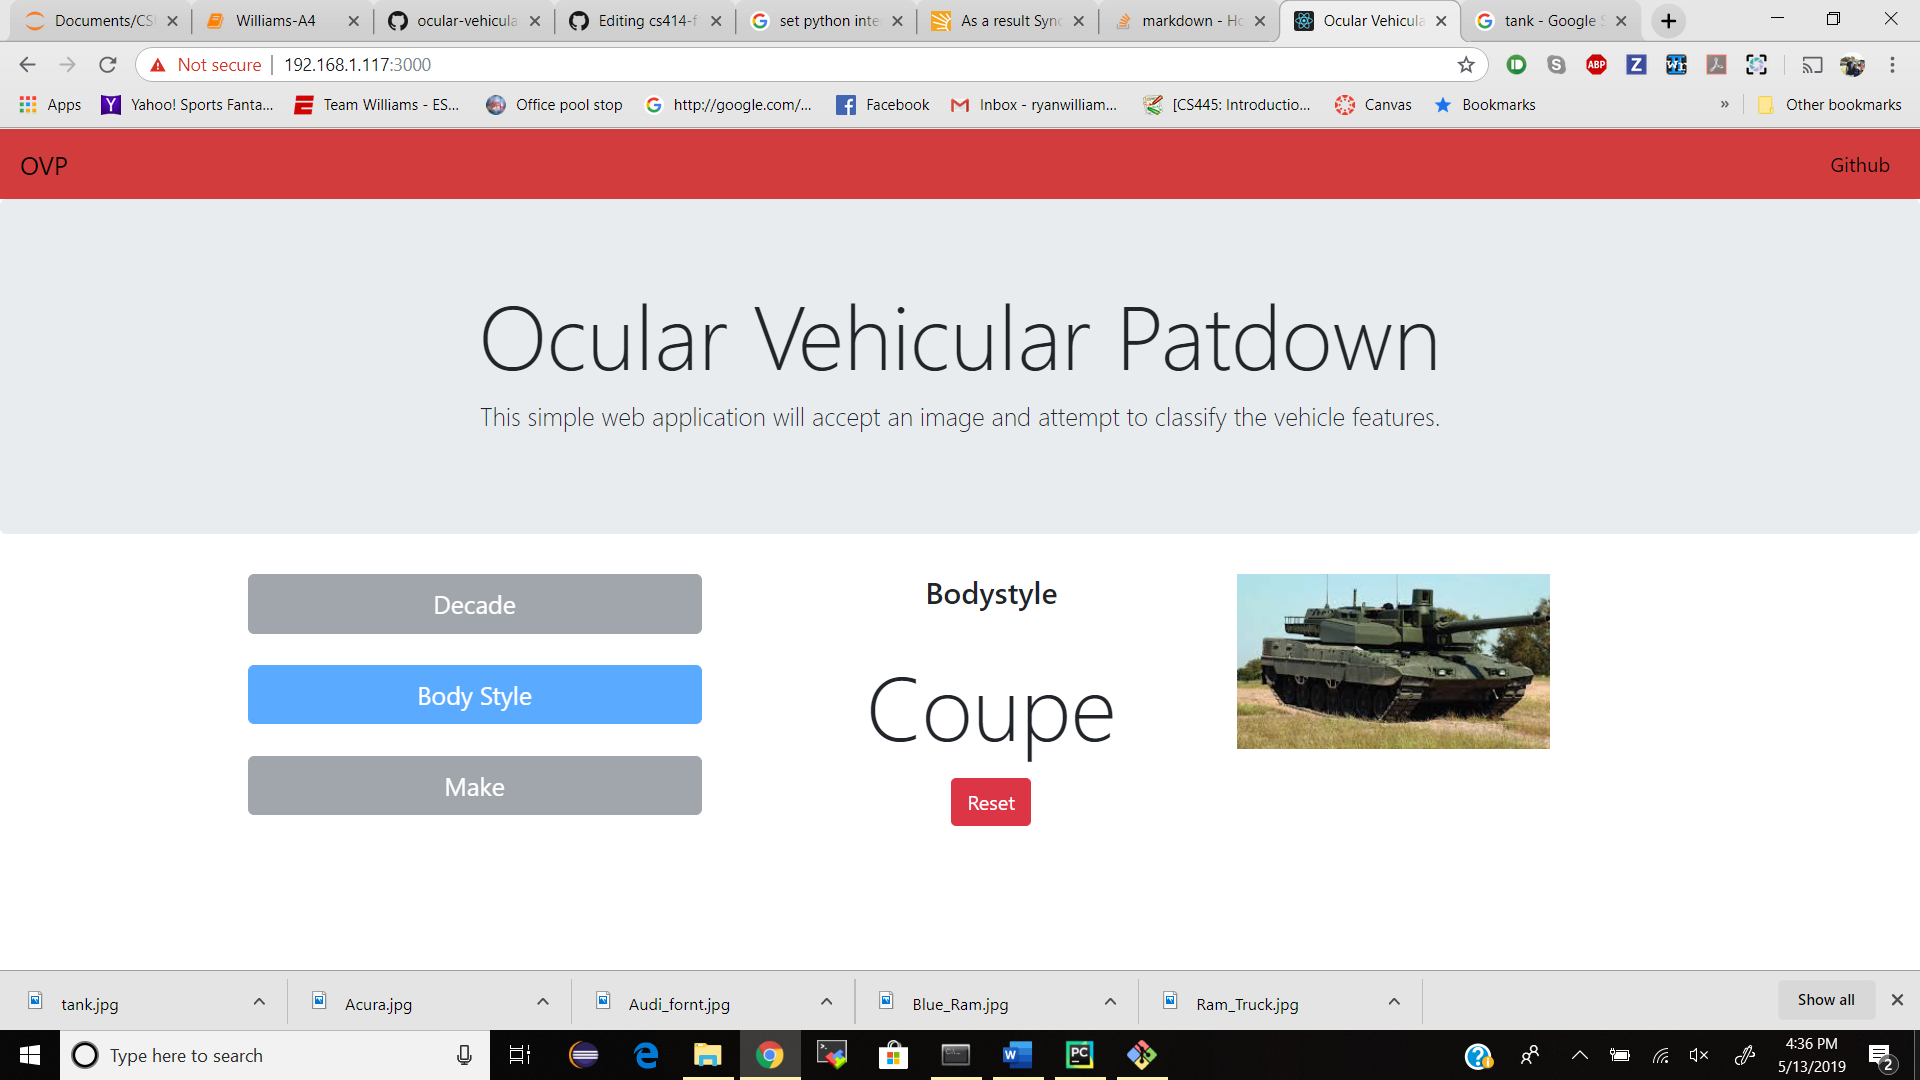 Documents/CS
Williams-A4
ocular-vehicula
Editing cs414-f
set python inte
As a result Sync
markdown - Ho
Ocular Vehicula
tank - Google S
Not secure
192.168.1.117:3000
Apps
Yahoo! Sports Fanta...
Team Williams - ES...
Office pool stop
http://google.com/...
Facebook
Inbox - ryanwilliam...
[CS445: Introductio...
Canvas
Bookmarks
»
Other bookmarks
OVP
Github
Ocular Vehicular Patdown
This simple web application will accept an image and attempt to classify the vehicle features.
Decade
Body Style
Make
Bodystyle
Coupe
Reset
tank.jpg
Acura.jpg
Audi_fornt.jpg
Blue_Ram.jpg
Ram_Truck.jpg
Show all
Type here to search
4:36 PM
5/13/2019
2